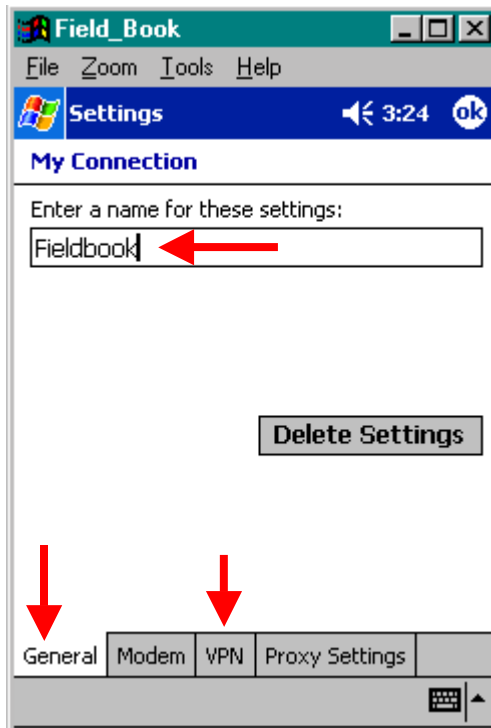 Field_Book
File Zoom Tools Help
Settings 3:24 ok
My Connection
Enter a name for these settings:
Fieldbook
Delete Settings
General Modem VPN Proxy Settings